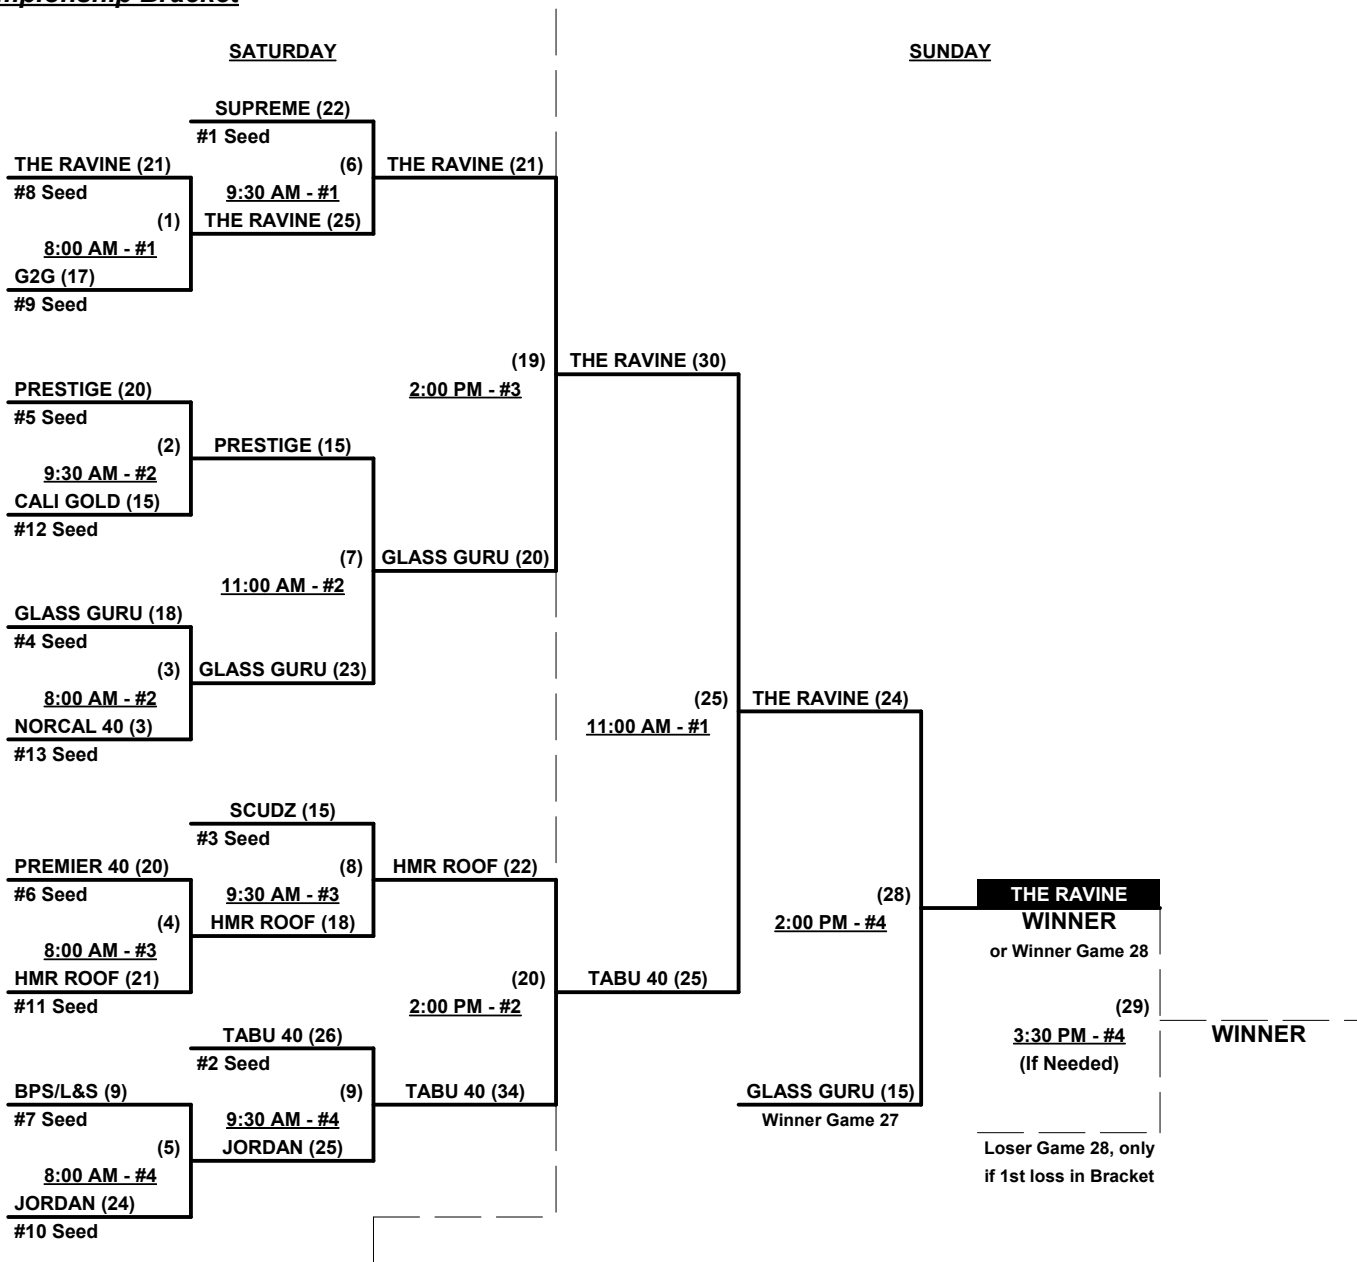 mpionship Bracket
SATURDAY
SUNDAY
SUPREME (22)
#1 Seed
THE RAVINE (21)
(6)
THE RAVINE (21)
#8 Seed
9:30 AM - #1
(1)
THE RAVINE (25)
8:00 AM - #1
G2G (17)
#9 Seed
(19)
THE RAVINE (30)
PRESTIGE (20)
2:00 PM - #3
#5 Seed
(2)
PRESTIGE (15)
9:30 AM - #2
CALI GOLD (15)
#12 Seed
(7)
GLASS GURU (20)
11:00 AM - #2
GLASS GURU (18)
#4 Seed
(3)
GLASS GURU (23)
8:00 AM - #2
(25)
THE RAVINE (24)
NORCAL 40 (3)
11:00 AM - #1
#13 Seed
SCUDZ (15)
#3 Seed
PREMIER 40 (20)
(8)
HMR ROOF (22)
#6 Seed
9:30 AM - #3
(28)
THE RAVINE
(4)
HMR ROOF (18)
2:00 PM - #4
WINNER
8:00 AM - #3
or Winner Game 28
HMR ROOF (21)
(20)
TABU 40 (25)
#11 Seed
2:00 PM - #2
(29)
TABU 40 (26)
3:30 PM - #4
WINNER
#2 Seed
(If Needed)
BPS/L&S (9)
(9)
TABU 40 (34)
GLASS GURU (15)
#7 Seed
9:30 AM - #4
Winner Game 27
(5)
JORDAN (25)
Loser Game 28, only
8:00 AM - #4
if 1st loss in Bracket
JORDAN (24)
#10 Seed